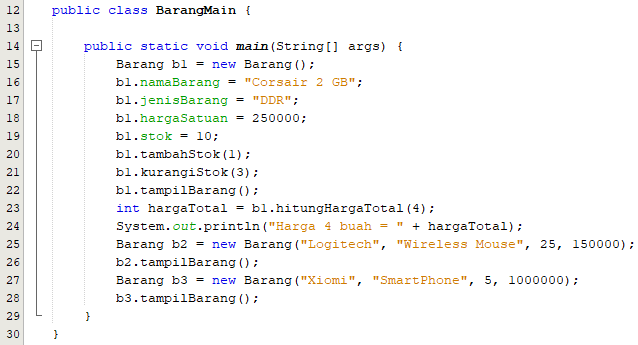 12 public class BarangMain {
13
14 public static void main(String[] args) {
15 Barang b1 = new Barang();
16 b1.namaBarang = "Corsair 2 GB";
17 b1.jenisBarang = "DDR";
18 b1.hargaSatuan = 250000;
19 b1.stok = 10;
20 b1.tambahStok(1);
21 b1.kurangiStok(3);
22 b1.tampilBarang();
23 int hargaTotal = b1.hitungHargaTotal(4);
24 System.out.println("Harga 4 buah = " + hargaTotal);
25 Barang b2 = new Barang("Logitech", "Wireless Mouse", 25, 150000);
26 b2.tampilBarang();
27 Barang b3 = new Barang("Xiomi", "SmartPhone", 5, 1000000);
28 b3.tampilBarang();
29 }
30 }